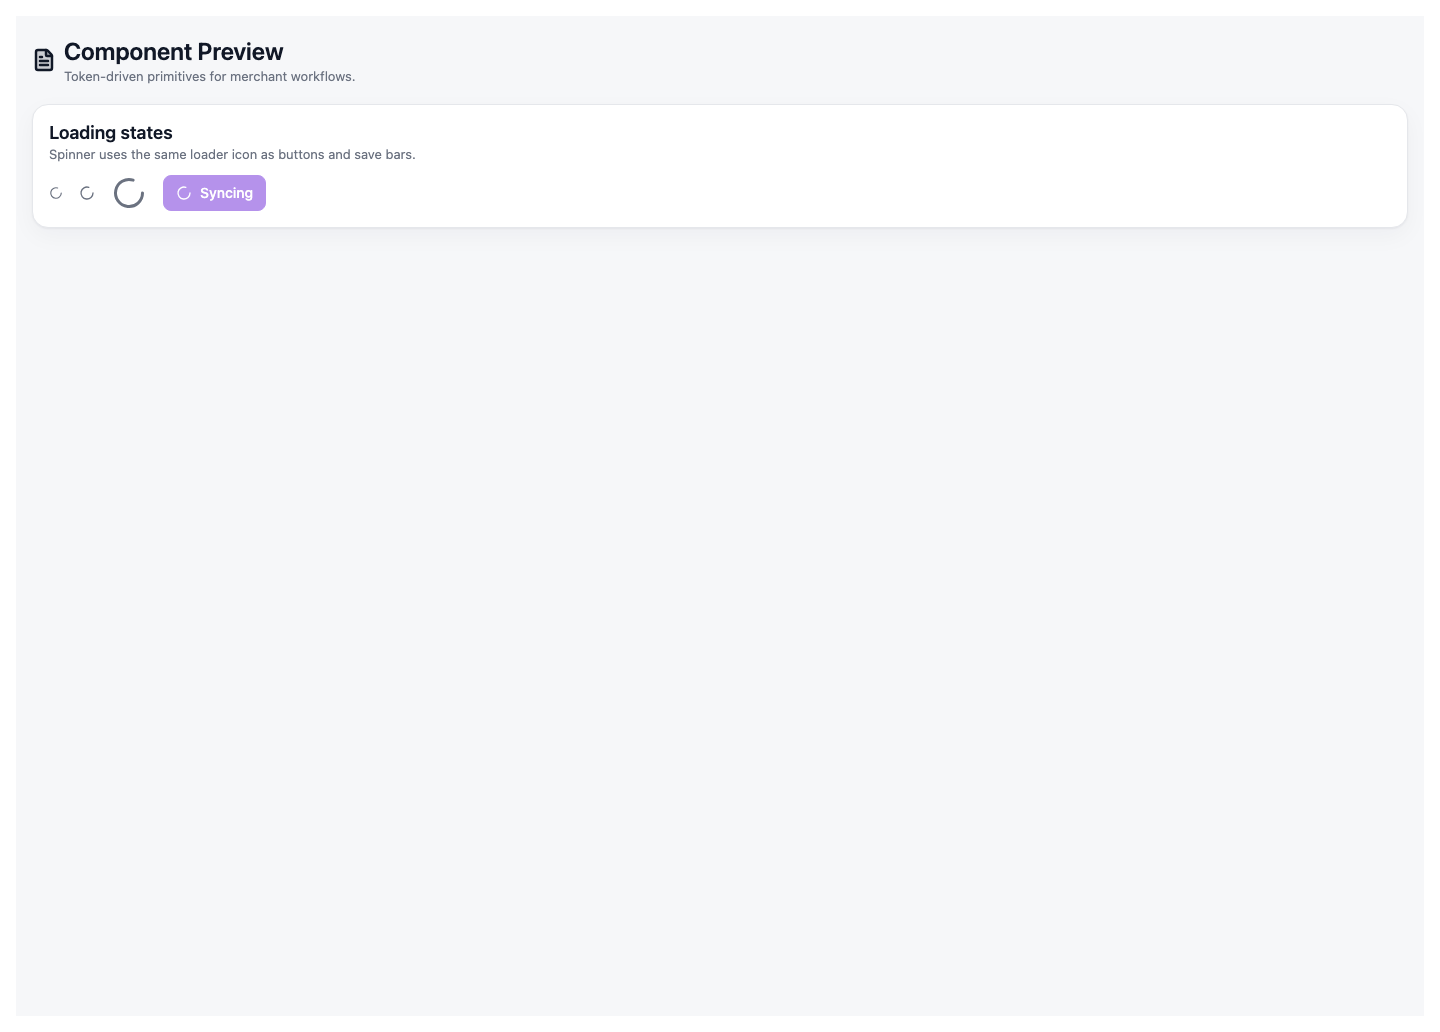 Component Preview
Token-driven primitives for merchant workflows.
Loading states
Spinner uses the same loader icon as buttons and save bars.
Syncing